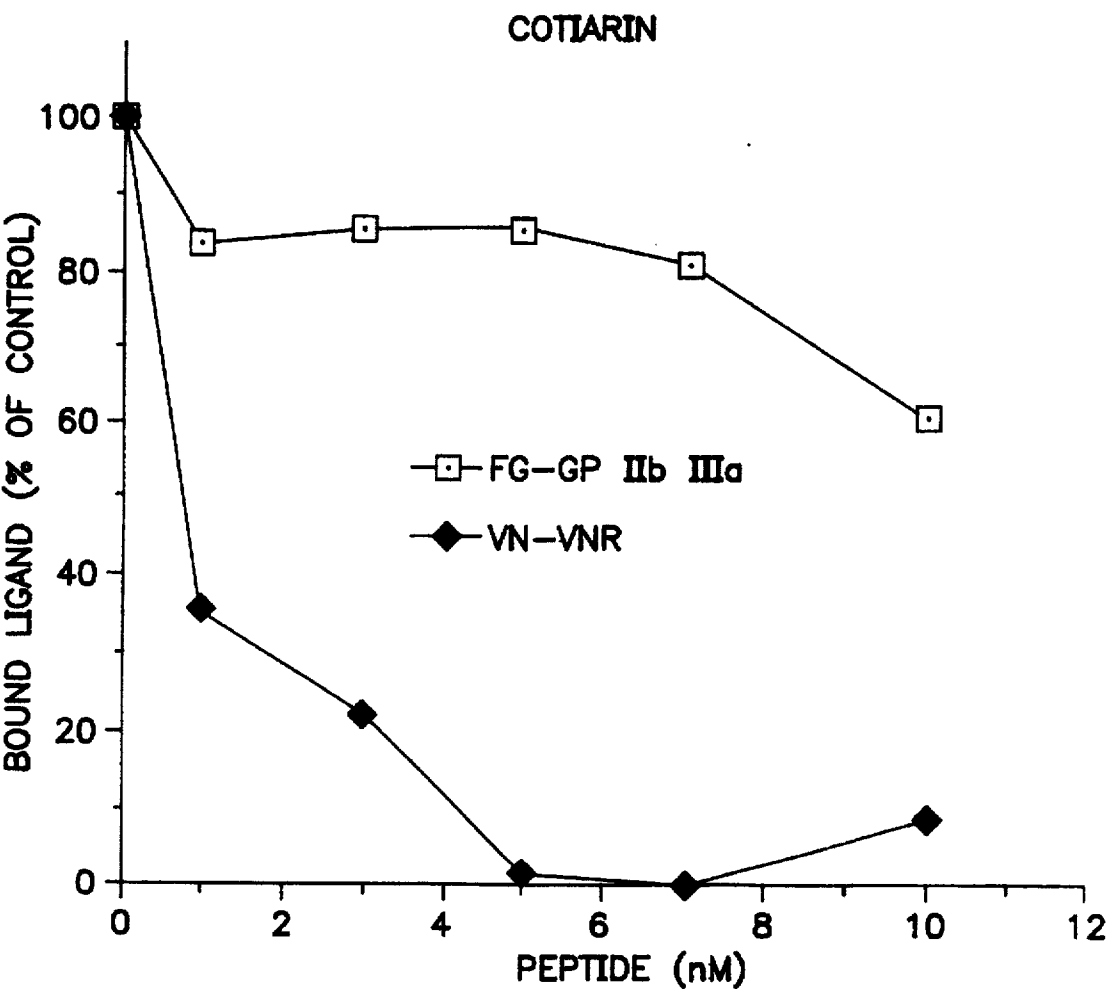 COTIARIN
100
80
60
40
20
0
BOUND LIGAND (% OF CONTROL)
FG-GP IIb IIIa
VN-VNR
0 2 4 6 8 10 12
PEPTIDE (nM)